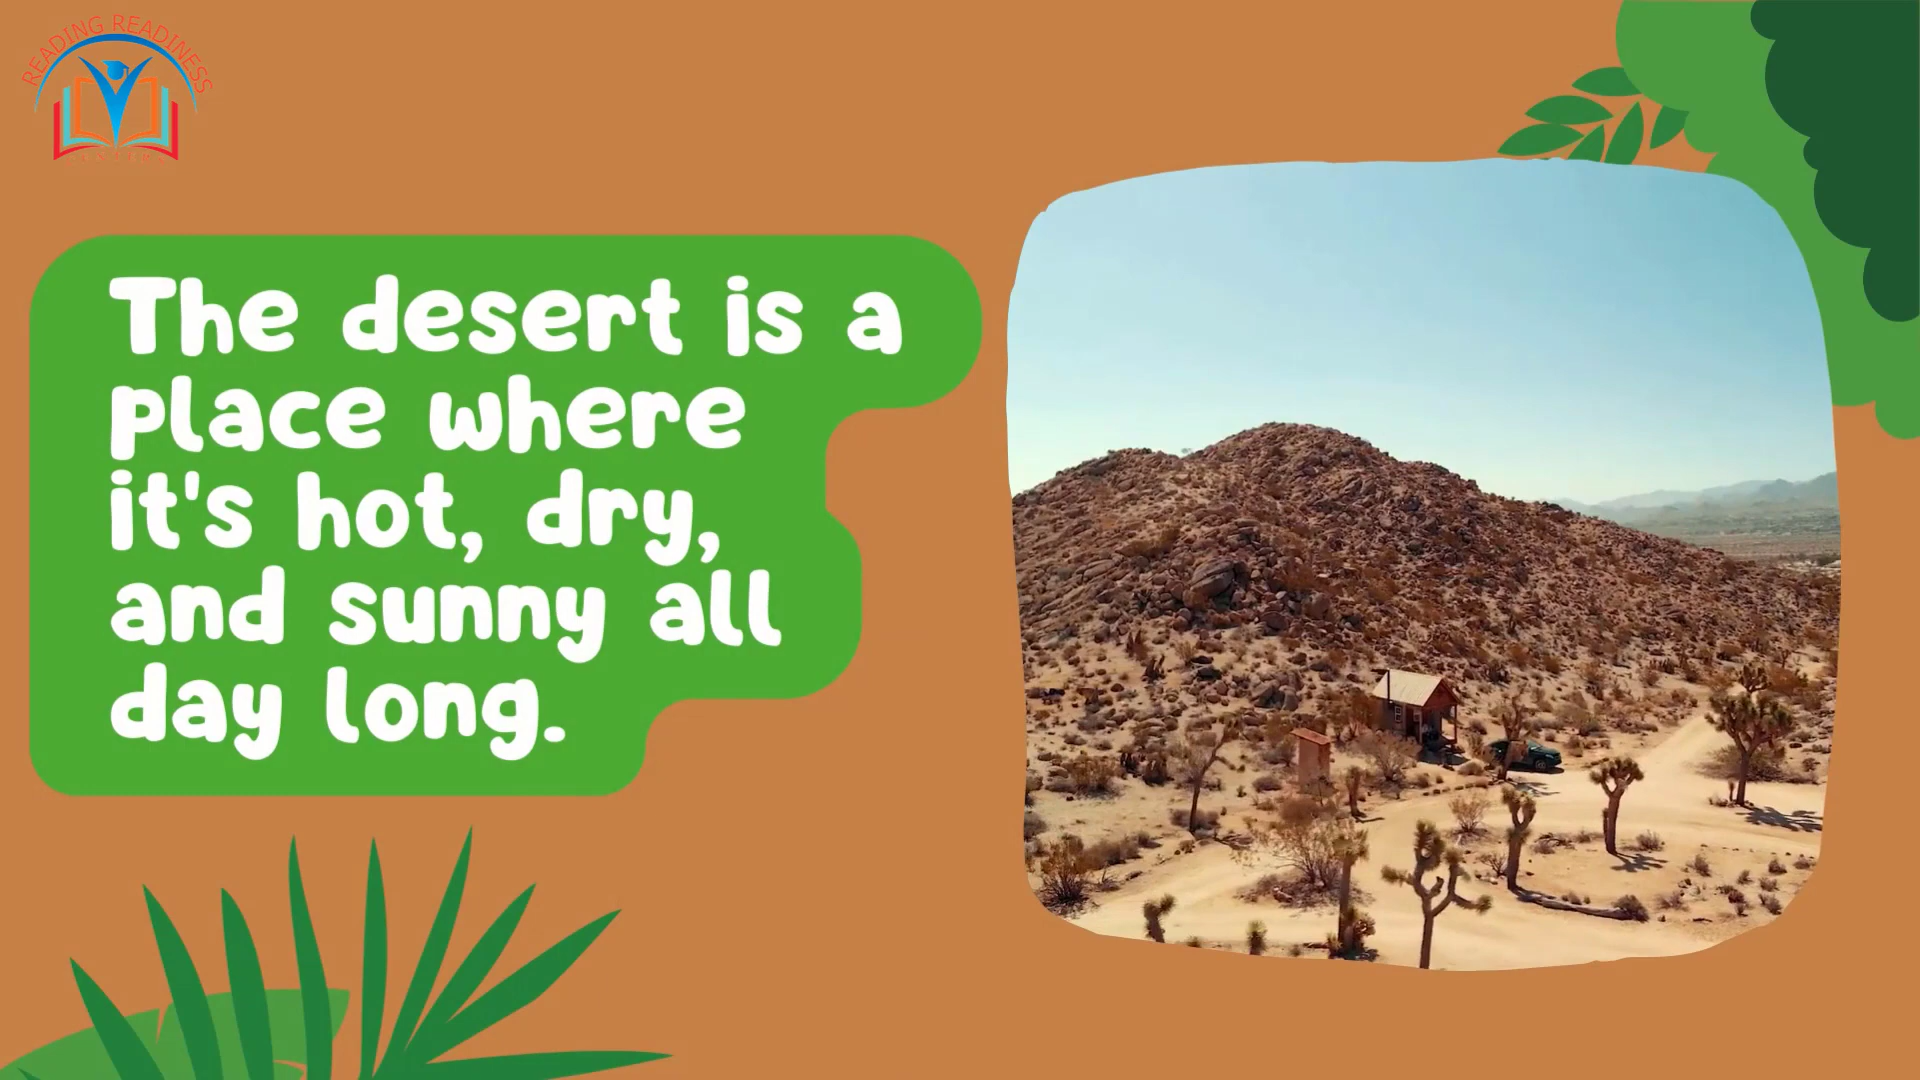 READING READINESS
The desert is a
place where
it's hot, dry,
and sunny all
day long.